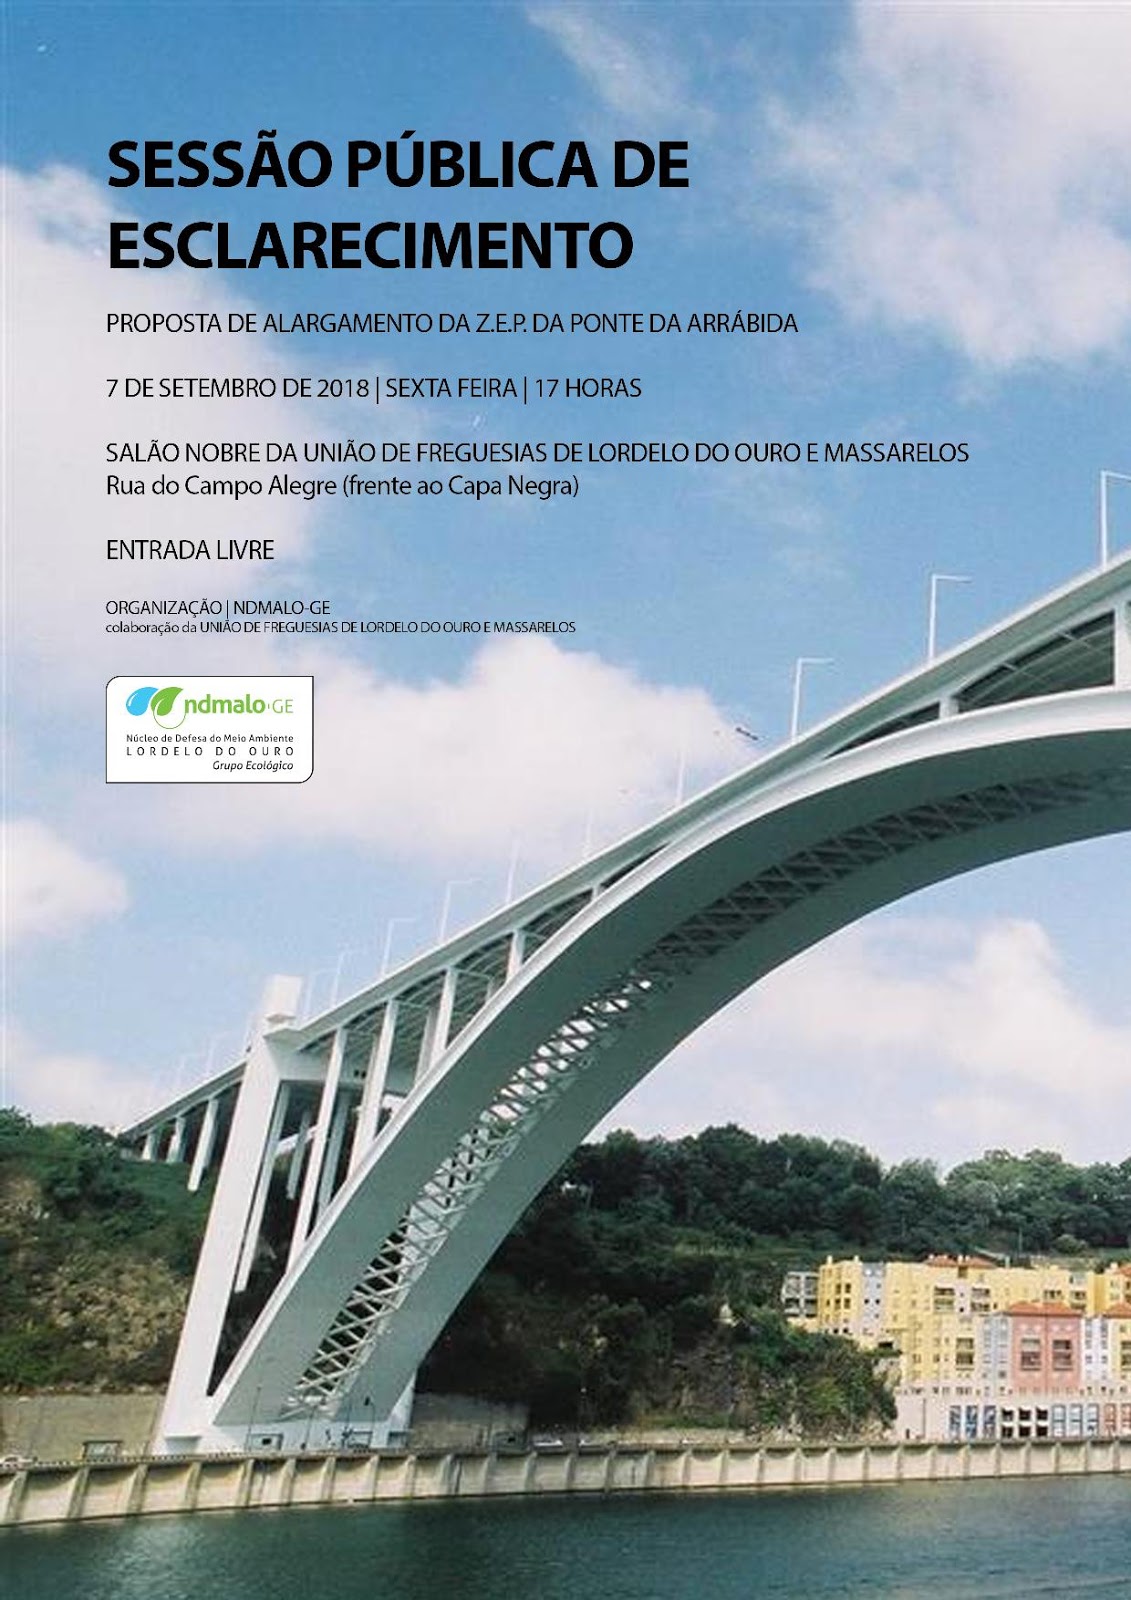 SESSÃO PÚBLICA DE
ESCLARECIMENTO
PROPOSTA DE ALARGAMENTO DA Z.E.P. DA PONTE DA ARRÁBIDA
7 DE SETEMBRO DE 2018 | SEXTA FEIRA | 17 HORAS
SALÃO NOBRE DA UNIÃO DE FREGUESIAS DE LORDELO DO OURO E MASSARELOS
Rua do Campo Alegre (frente ao Capa Negra)
ENTRADA LIVRE
ORGANIZAÇÃO | NDMALO-GE
colaboração da UNIÃO DE FREGUESIAS DE LORDELO DO OURO E MASSARELOS
ndmalo·GE
Núcleo de Defesa do Meio Ambiente
LORDELO DO OURO
Grupo Ecológico